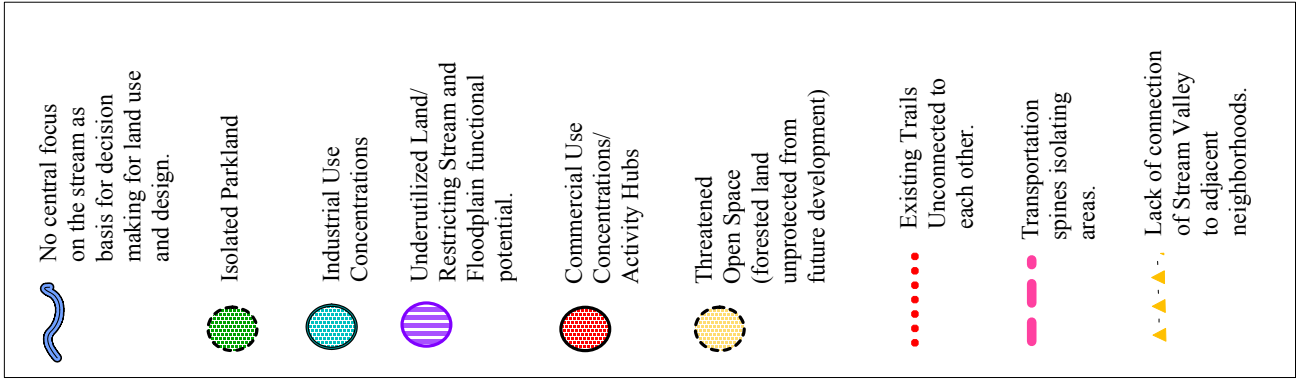 No central focus
on the stream as
basis for decision
making for land use
and design.
Isolated Parkland
Industrial Use
Concentrations
Underutilized Land/
Restricting Stream and
Floodplain functional
potential.
Commercial Use
Concentrations/
Activity Hubs
Threatened
Open Space
(forested land
unprotected from
future development)
Existing Trails
Unconnected to
each other.
Transportation
spines isolating
areas.
Lack of connection
of Stream Valley
to adjacent
neighborhoods.